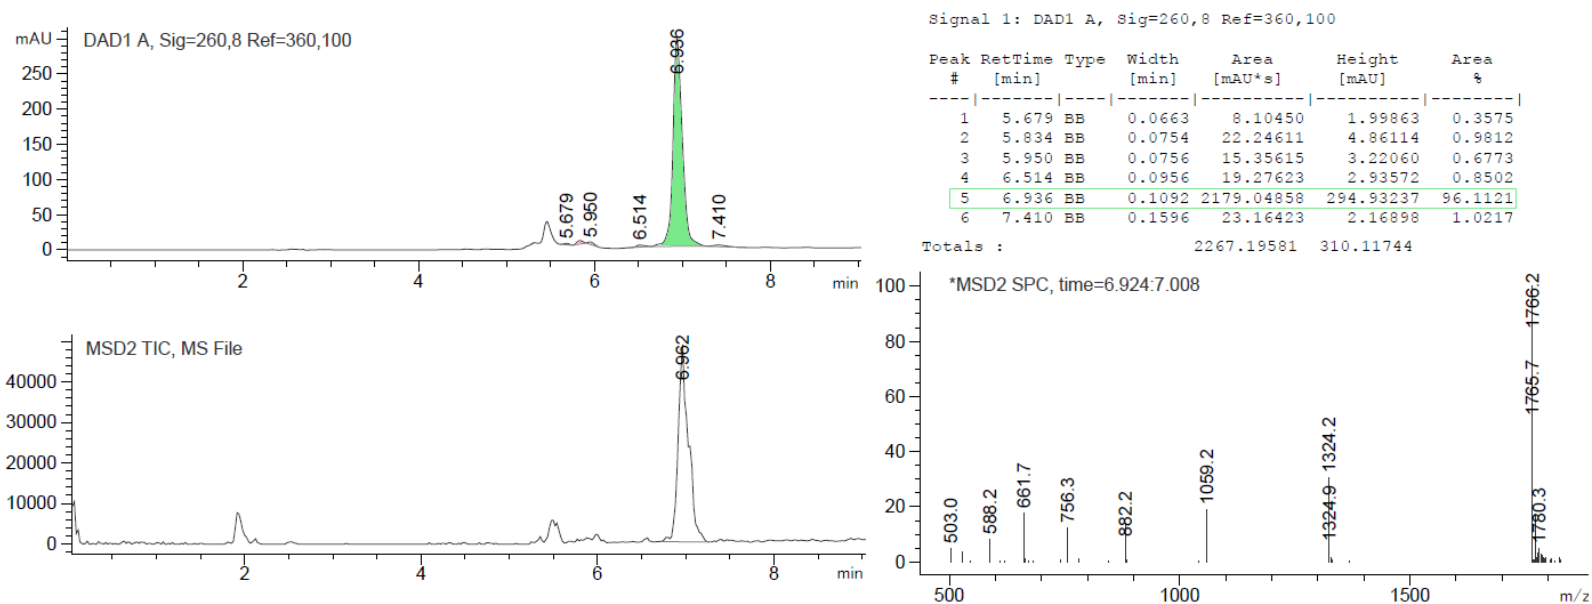 DAD1 A, Sig=260,8 Ref=360,100
mAU
250
200
150
100
50
0
5.679
5.950
6.514
6.936
7.410
2
4
6
8
min
MSD2 TIC, MS File
40000
30000
20000
10000
0
6.962
2
4
6
8
min
Signal 1: DAD1 A, Sig=260,8 Ref=360,100
Peak RetTime Type Width Area Height Area
# [min] [min] [mAU*s] [mAU] %
----|-------|----|-------|----------|----------|--------|
1 5.679 BB 0.0663 8.10450 1.99863 0.3575
2 5.834 BB 0.0754 22.24611 4.86114 0.9812
3 5.950 BB 0.0756 15.35615 3.22060 0.6773
4 6.514 BB 0.0956 19.27623 2.93572 0.8502
5 6.936 BB 0.1092 2179.04858 294.93237 96.1121
6 7.410 BB 0.1596 23.16423 2.16898 1.0217
Totals : 2267.19581 310.11744
*MSD2 SPC, time=6.924:7.008
100
80
60
40
20
0
503.0
588.2
661.7
756.3
882.2
1059.2
1324.2
1324.9
1766.2
1765.7
1780.3
500
1000
1500
m/z